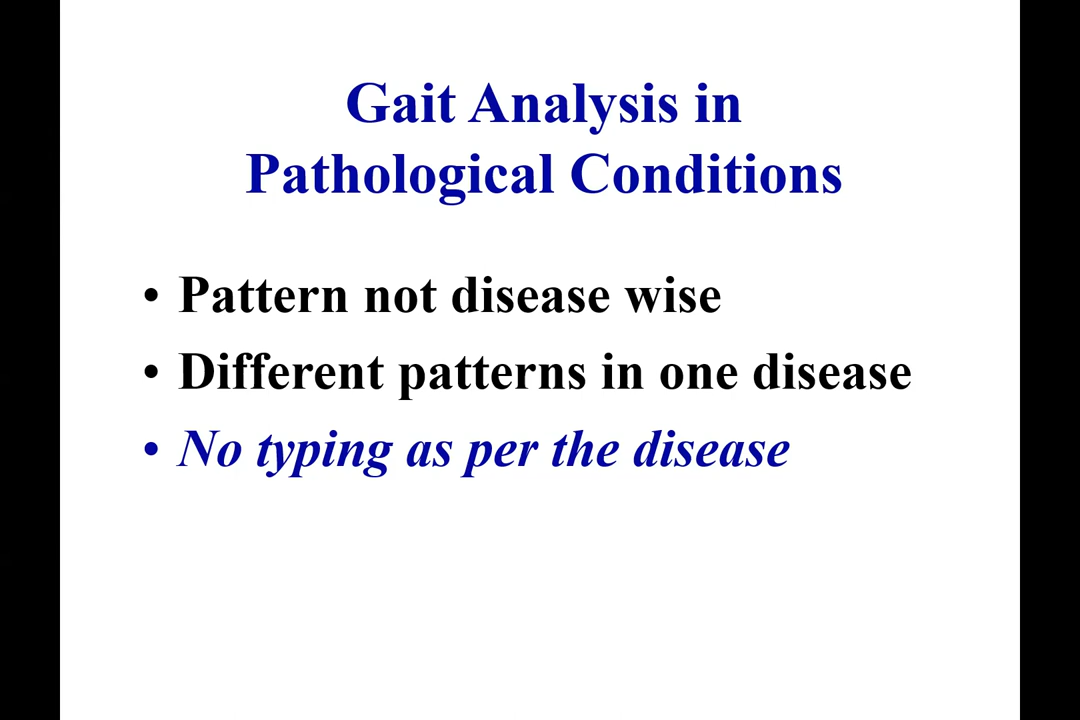 Gait Analysis in
Pathological Conditions
• Pattern not disease wise
• Different patterns in one disease
• No typing as per the disease